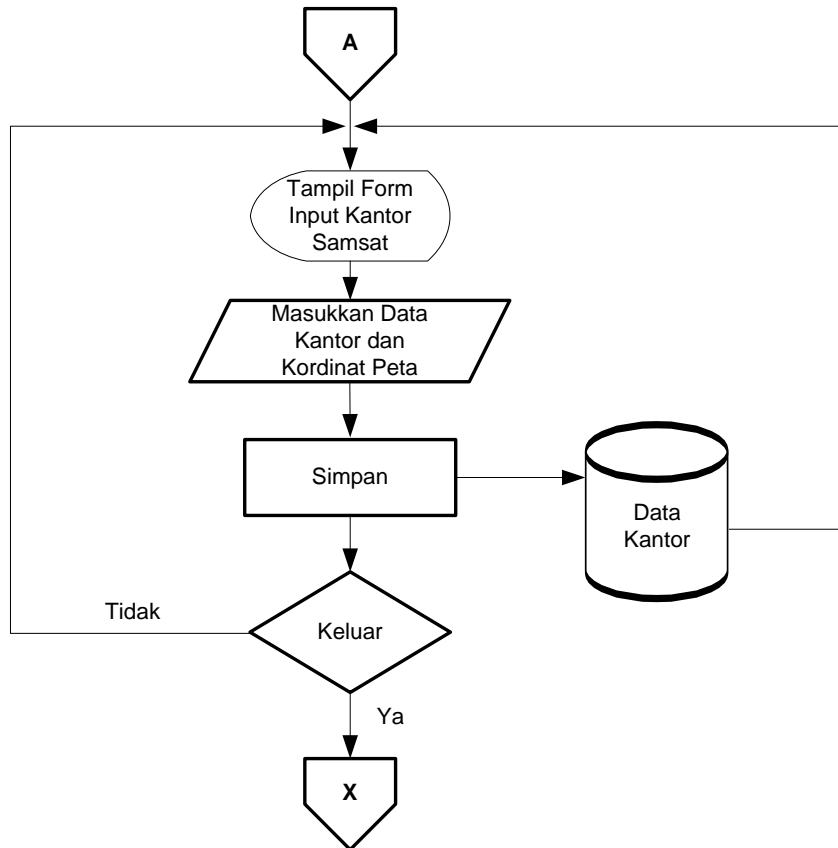 A
Tampil Form
Input Kantor
Samsat
Masukkan Data
Kantor dan
Kordinat Peta
Simpan
Data
Kantor
Tidak
Keluar
Ya
X